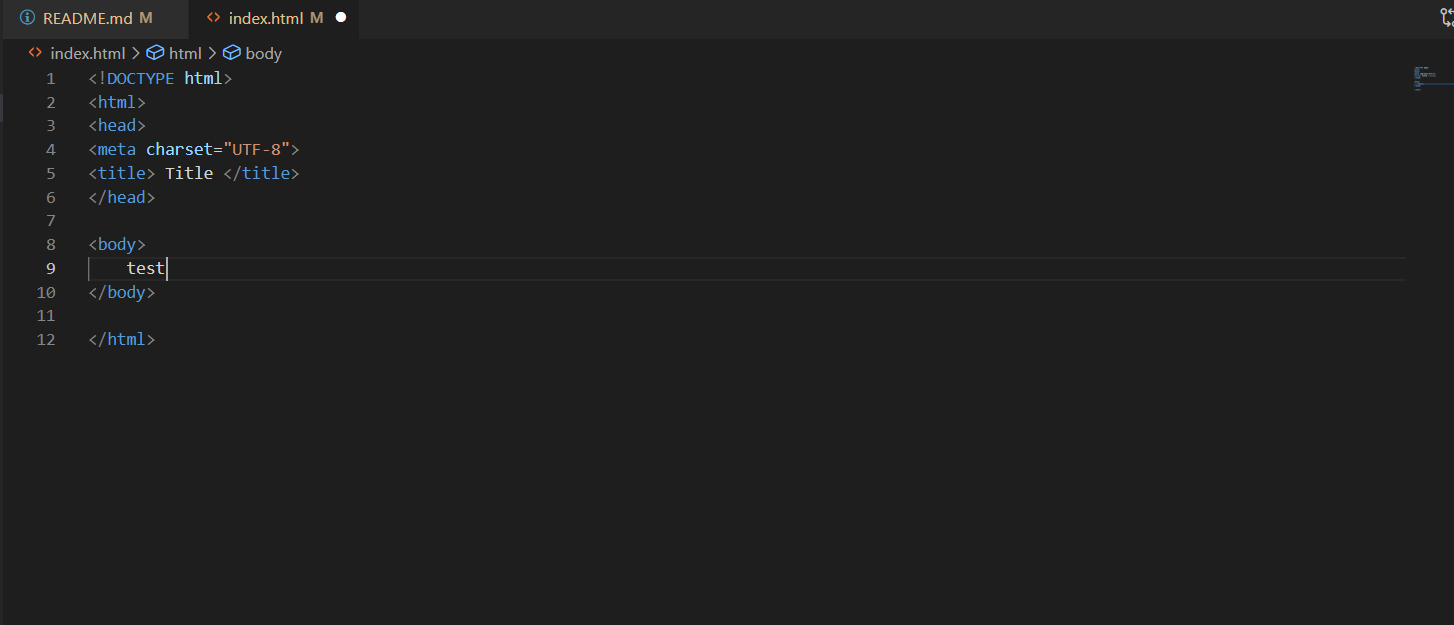 README.md M
index.html M
index.html > html > body
1 <!DOCTYPE html>
2 <html>
3 <head>
4 <meta charset="UTF-8">
5 <title> Title </title>
6 </head>
7
8 <body>
9     test
10 </body>
11
12 </html>